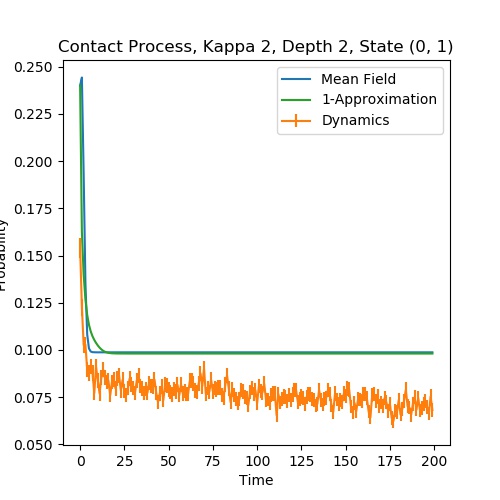 Contact Process, Kappa 2, Depth 2, State (0, 1)
0.250
0.225
0.200
0.175
0.150
0.125
0.100
0.075
0.050
Probability
Mean Field
1-Approximation
Dynamics
0 25 50 75 100 125 150 175 200
Time